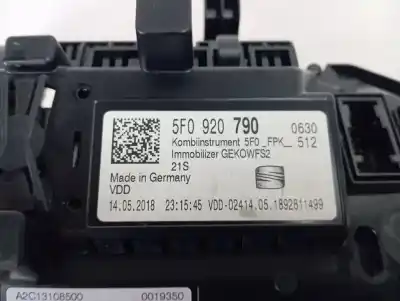 5F0 920 790 0630
Kombiinstrument 5F0 _FPK_ 512
Immobilizer GEKOWFS2
21S
Made in Germany
VDD
14.05.2018 23:15:45 VDD-02414.05.1892811499
A2C13108500 0019350